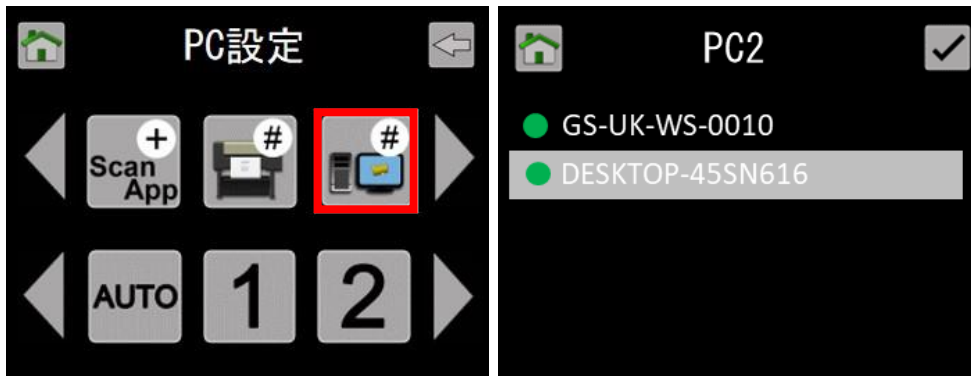 PC設定
+
Scan
App
#
#
AUTO
1
2
PC2
GS-UK-WS-0010
DESKTOP-45SN616